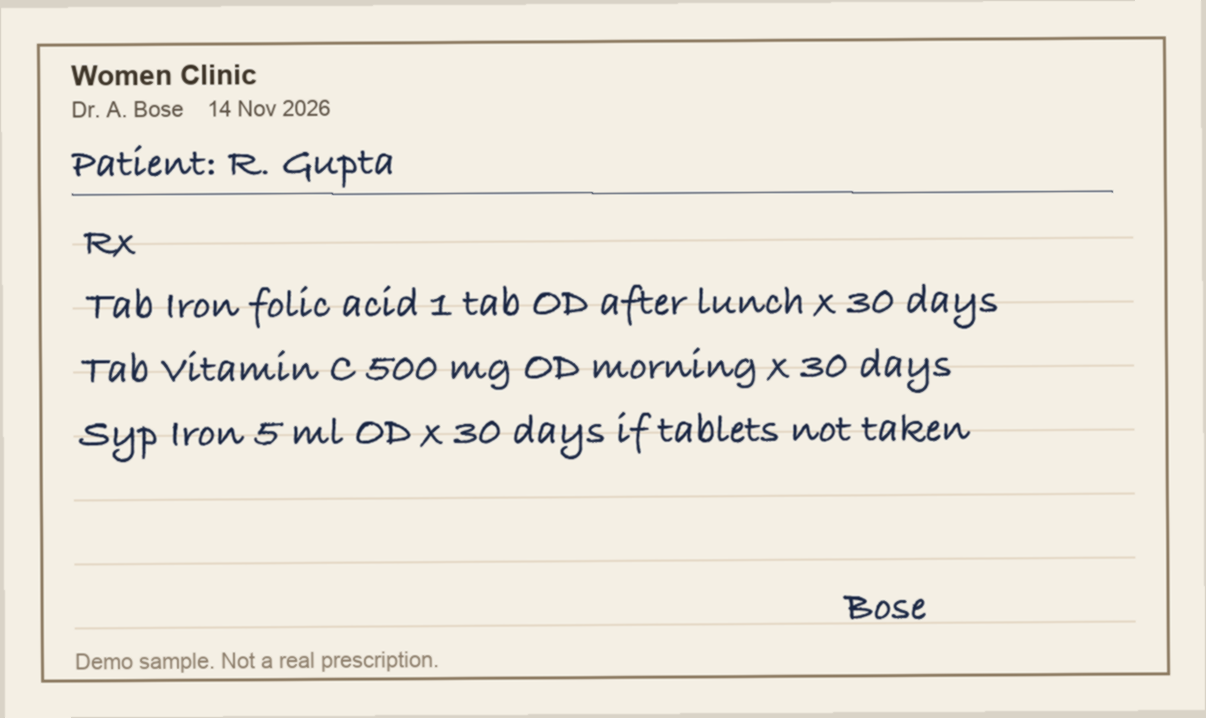 Women Clinic
Dr. A. Bose 14 Nov 2026
Patient: R. Gupta
Rx
Tab Iron folic acid 1 tab OD after lunch x 30 days
Tab Vitamin C 500 mg OD morning x 30 days
Syp Iron 5 ml OD x 30 days if tablets not taken
Bose
Demo sample. Not a real prescription.